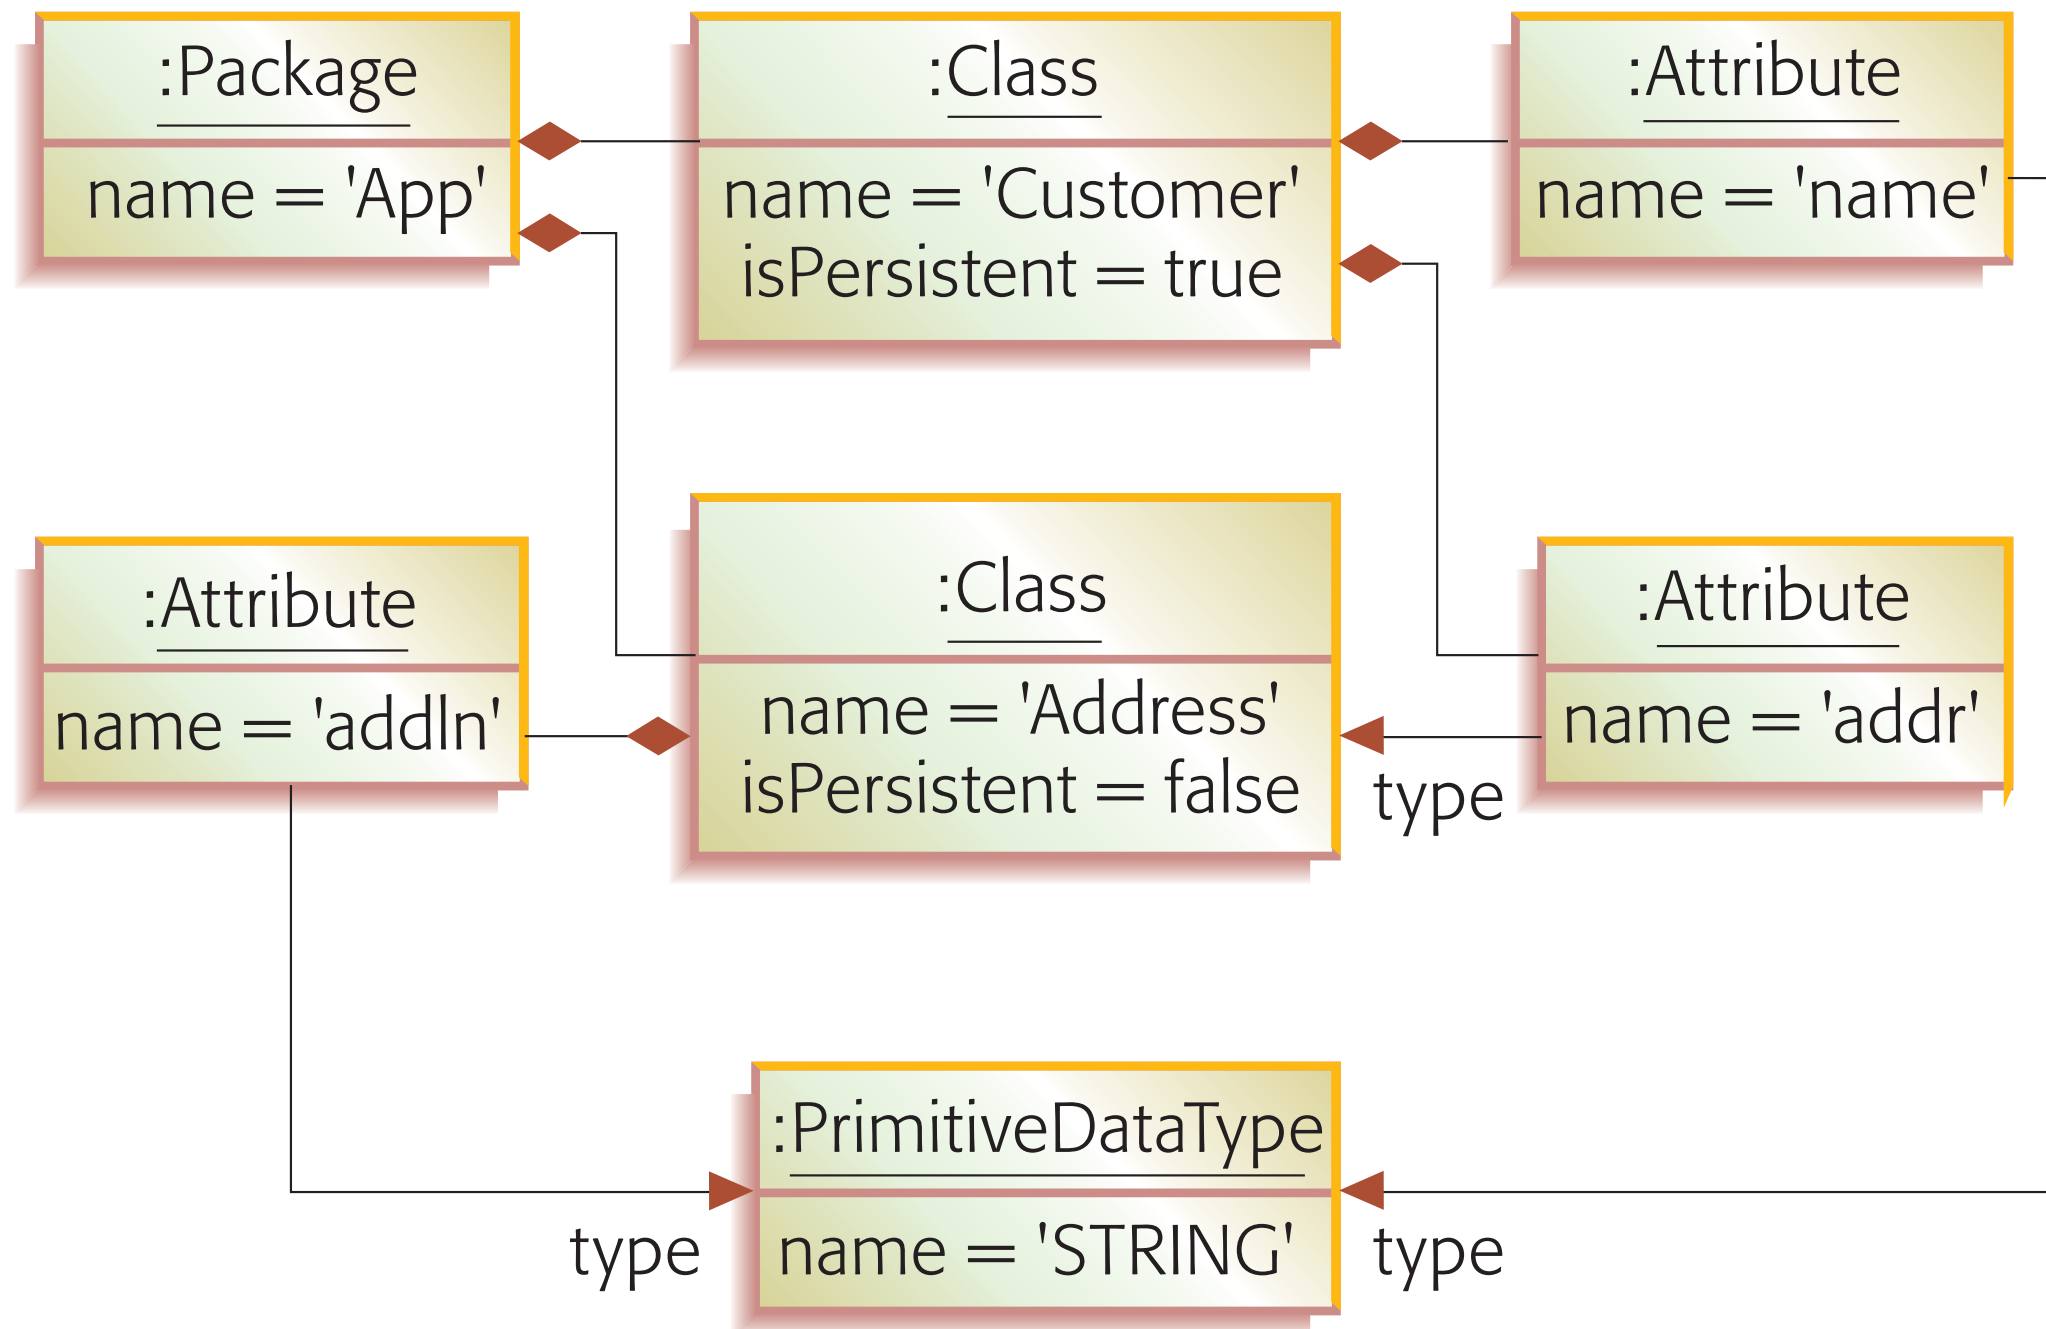 :Package
name = 'App'
:Class
name = 'Customer'
isPersistent = true
:Attribute
name = 'name'
:Attribute
name = 'addln'
:Class
name = 'Address'
isPersistent = false
:Attribute
name = 'addr'
type
:PrimitiveDataType
name = 'STRING'
type
type